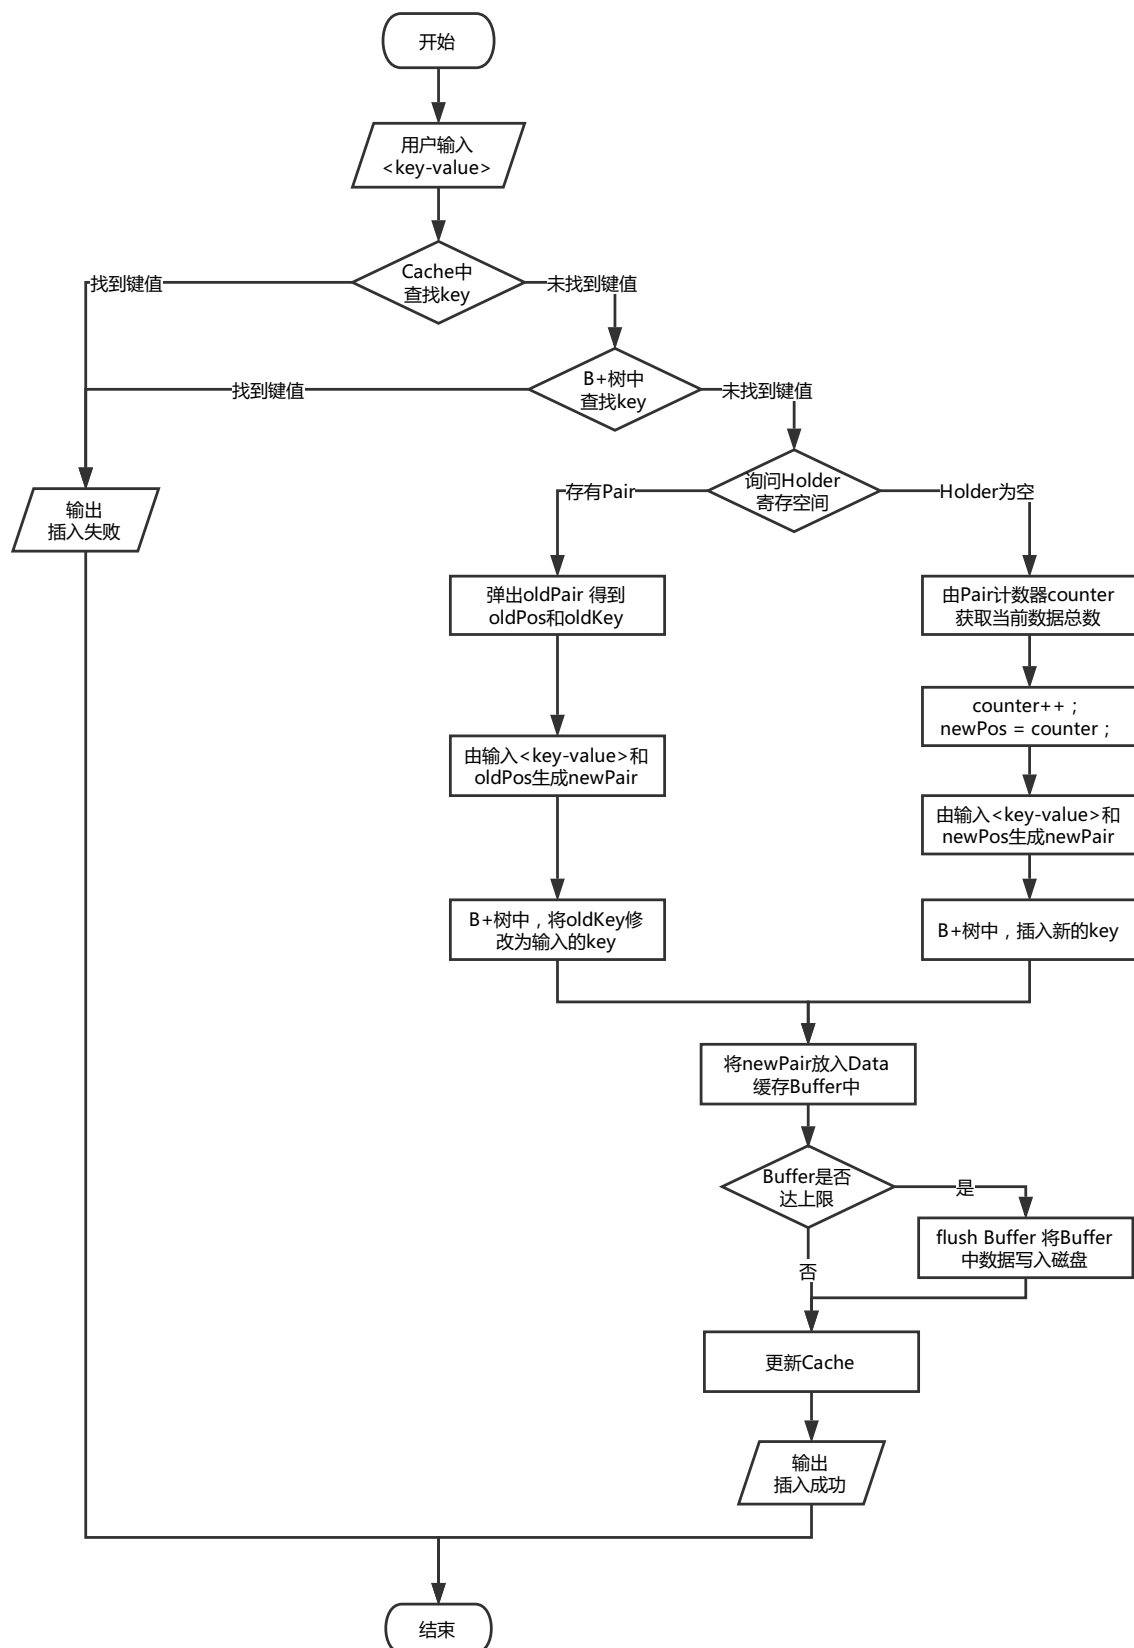 开始
用户输入
<key-value>
Cache中
查找key
找到键值
未找到键值
B+树中
查找key
找到键值
未找到键值
询问Holder
寄存空间
存有Pair
Holder为空
输出
插入失败
弹出oldPair 得到
oldPos和oldKey
由Pair计数器counter
获取当前数据总数
counter++；
newPos = counter；
由输入<key-value>和
oldPos生成newPair
由输入<key-value>和
newPos生成newPair
B+树中，将oldKey修
改为输入的key
B+树中，插入新的key
将newPair放入Data
缓存Buffer中
Buffer是否
达上限
是
flush Buffer 将Buffer
中数据写入磁盘
否
更新Cache
输出
插入成功
结束